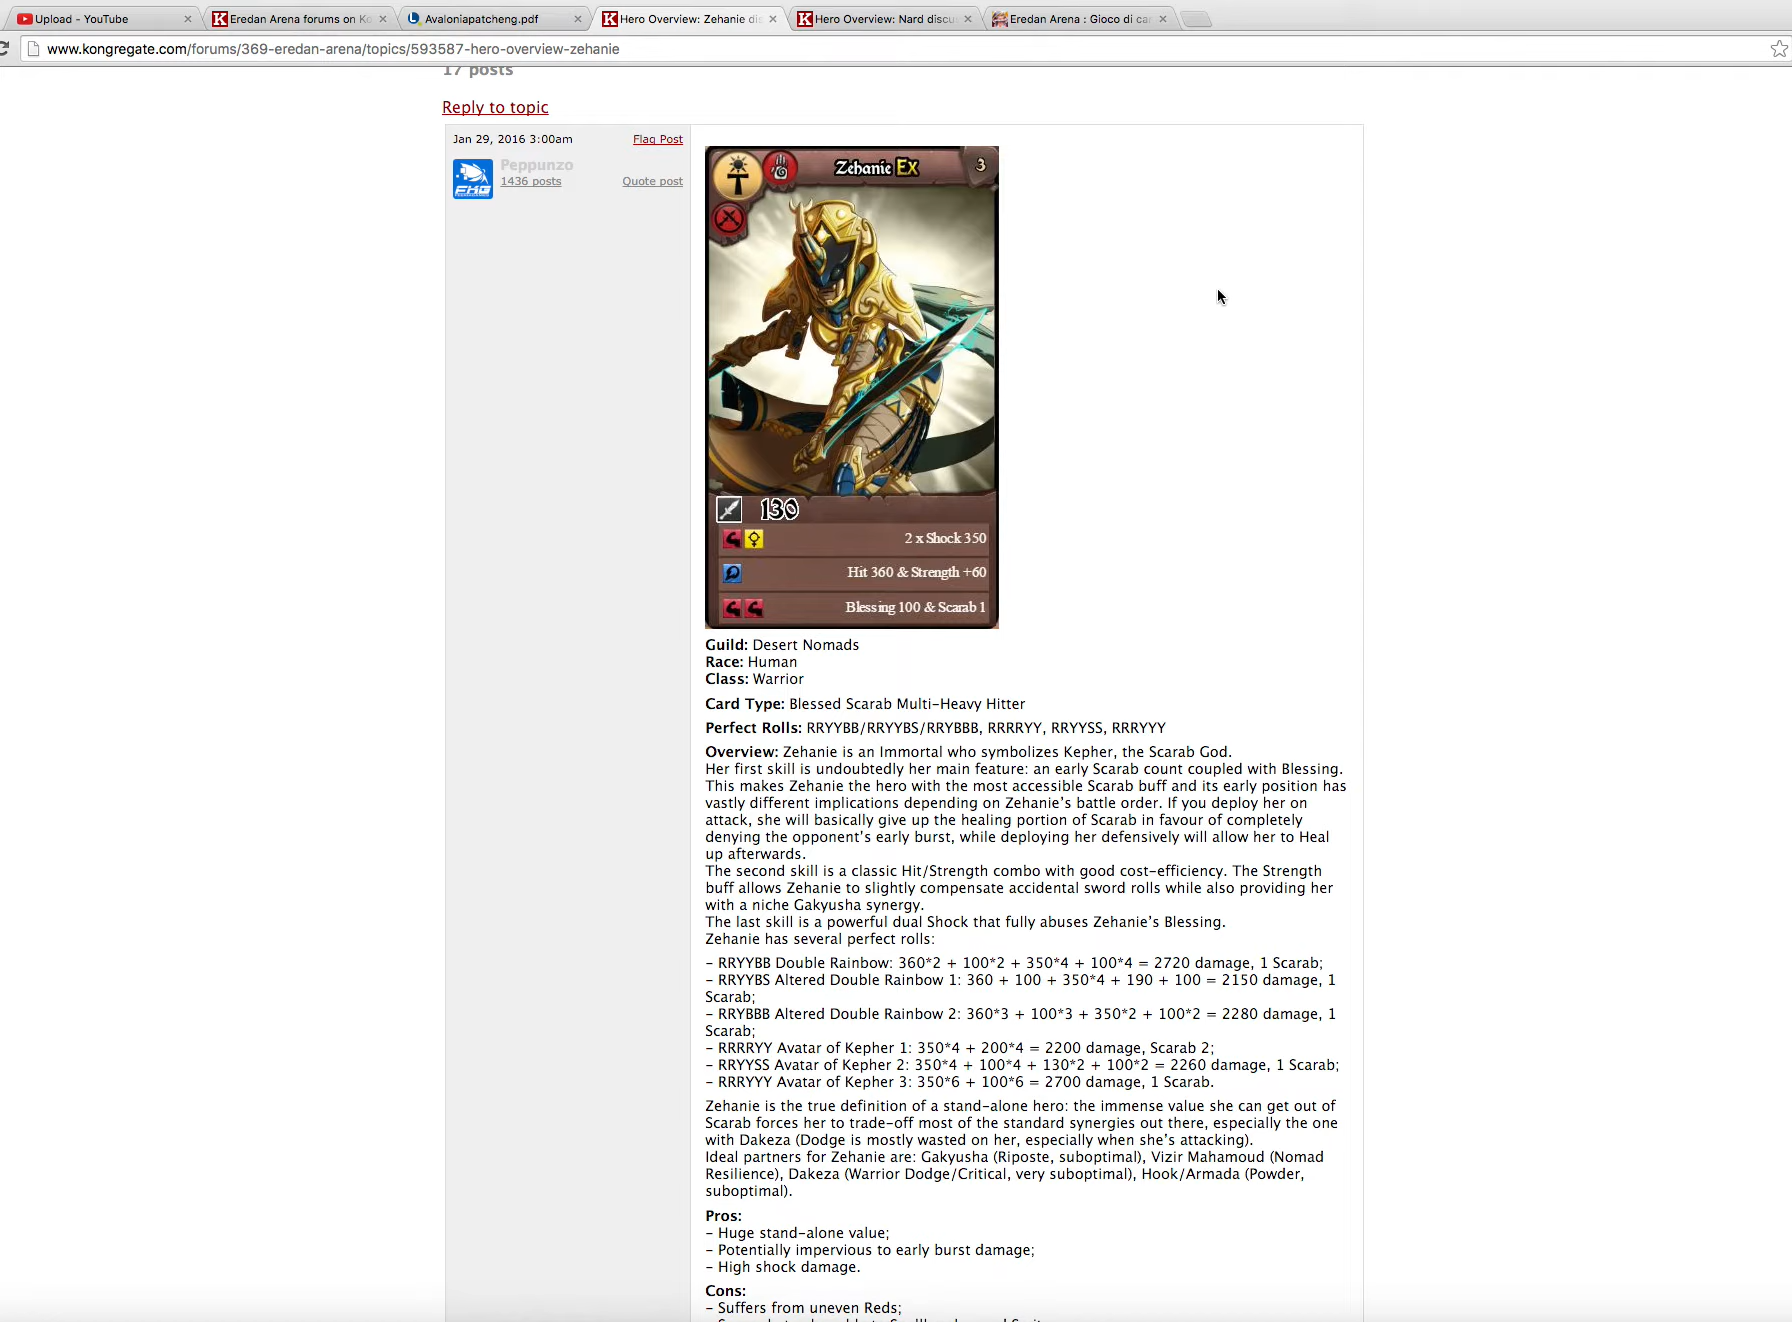 Upload - YouTube
Eredan Arena forums on Ko
Avaloniapatcheng.pdf
Hero Overview: Zehanie dis
Hero Overview: Nard discu
Eredan Arena : Gioco di ca
www.kongregate.com/forums/369-eredan-arena/topics/593587-hero-overview-zehanie
17 posts
Reply to topic
Jan 29, 2016 3:00am
Flag Post
Peppunzo
1436 posts
Quote post
FKG
Zehanie Ex
3
130
2 x Shock 350
Hit 360 & Strength +60
Blessing 100 & Scarab 1
Guild: Desert Nomads
Race: Human
Class: Warrior
Card Type: Blessed Scarab Multi-Heavy Hitter
Perfect Rolls: RRYYBB/RRYYBS/RRYBBB, RRRRYY, RRYYSS, RRRYYY
Overview: Zehanie is an Immortal who symbolizes Kepher, the Scarab God.
Her first skill is undoubtedly her main feature: an early Scarab count coupled with Blessing.
This makes Zehanie the hero with the most accessible Scarab buff and its early position has
vastly different implications depending on Zehanie's battle order. If you deploy her on
attack, she will basically give up the healing portion of Scarab in favour of completely
denying the opponent's early burst, while deploying her defensively will allow her to Heal
up afterwards.
The second skill is a classic Hit/Strength combo with good cost-efficiency. The Strength
buff allows Zehanie to slightly compensate accidental sword rolls while also providing her
with a niche Gakyusha synergy.
The last skill is a powerful dual Shock that fully abuses Zehanie's Blessing.
Zehanie has several perfect rolls:
- RRYYBB Double Rainbow: 360*2 + 100*2 + 350*4 + 100*4 = 2720 damage, 1 Scarab;
- RRYYBS Altered Double Rainbow 1: 360 + 100 + 350*4 + 190 + 100 = 2150 damage, 1
Scarab;
- RRYBBB Altered Double Rainbow 2: 360*3 + 100*3 + 350*2 + 100*2 = 2280 damage, 1
Scarab;
- RRRRYY Avatar of Kepher 1: 350*4 + 200*4 = 2200 damage, Scarab 2;
- RRYYSS Avatar of Kepher 2: 350*4 + 100*4 + 130*2 + 100*2 = 2260 damage, 1 Scarab;
- RRRYYY Avatar of Kepher 3: 350*6 + 100*6 = 2700 damage, 1 Scarab.
Zehanie is the true definition of a stand-alone hero: the immense value she can get out of
Scarab forces her to trade-off most of the standard synergies out there, especially the one
with Dakeza (Dodge is mostly wasted on her, especially when she's attacking).
Ideal partners for Zehanie are: Gakyusha (Riposte, suboptimal), Vizir Mahamoud (Nomad
Resilience), Dakeza (Warrior Dodge/Critical, very suboptimal), Hook/Armada (Powder,
suboptimal).
Pros:
- Huge stand-alone value;
- Potentially impervious to early burst damage;
- High shock damage.
Cons:
- Suffers from uneven Reds;